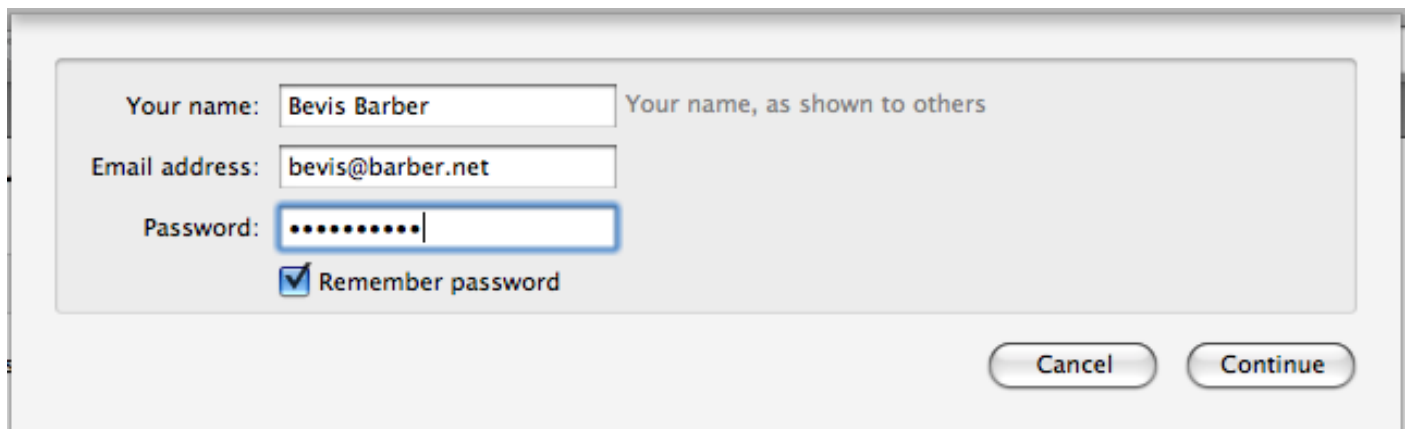 Your name: Bevis Barber Your name, as shown to others
Email address: bevis@barber.net
Password: ••••••••••
Remember password
Cancel Continue